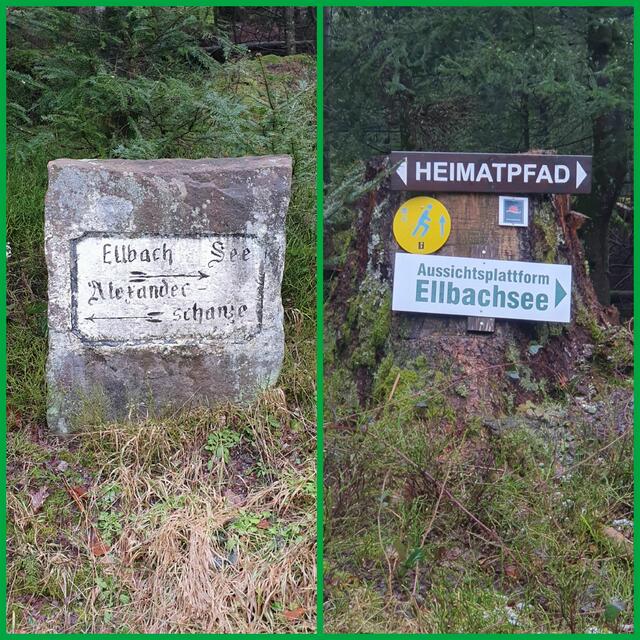 Ellbach See
Alexander-
schanze
HEIMATPFAD
Aussichtsplattform
Ellbachsee